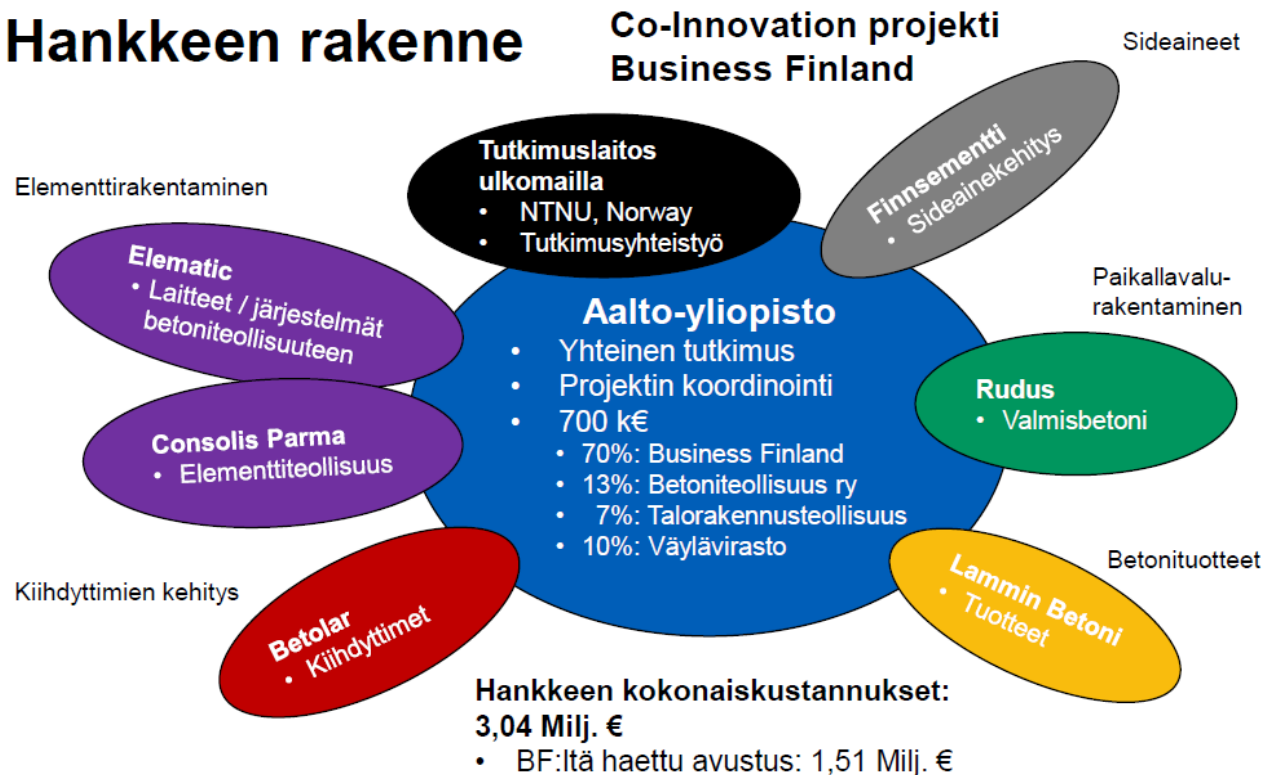 Hankkeen rakenne
Co-Innovation projekti
Business Finland
Sideaineet
Tutkimuslaitos
ulkomailla
• NTNU, Norway
• Tutkimusyhteistyö
Finnsementti
• Sideainekehitys
Elementtirakentaminen
Elematic
• Laitteet / järjestelmät
betoniteollisuuteen
Paikallavalu-
rakentaminen
Aalto-yliopisto
• Yhteinen tutkimus
• Projektin koordinointi
• 700 k€
• 70%: Business Finland
• 13%: Betoniteollisuus ry
• 7%: Talorakennusteollisuus
• 10%: Väylävirasto
Rudus
• Valmisbetoni
Consolis Parma
• Elementtiteollisuus
Kiihdyttimien kehitys
Betolar
• Kiihdyttimet
Betonituotteet
Lammin Betoni
• Tuotteet
Hankkeen kokonaiskustannukset:
3,04 Milj. €
• BF:ltä haettu avustus: 1,51 Milj. €